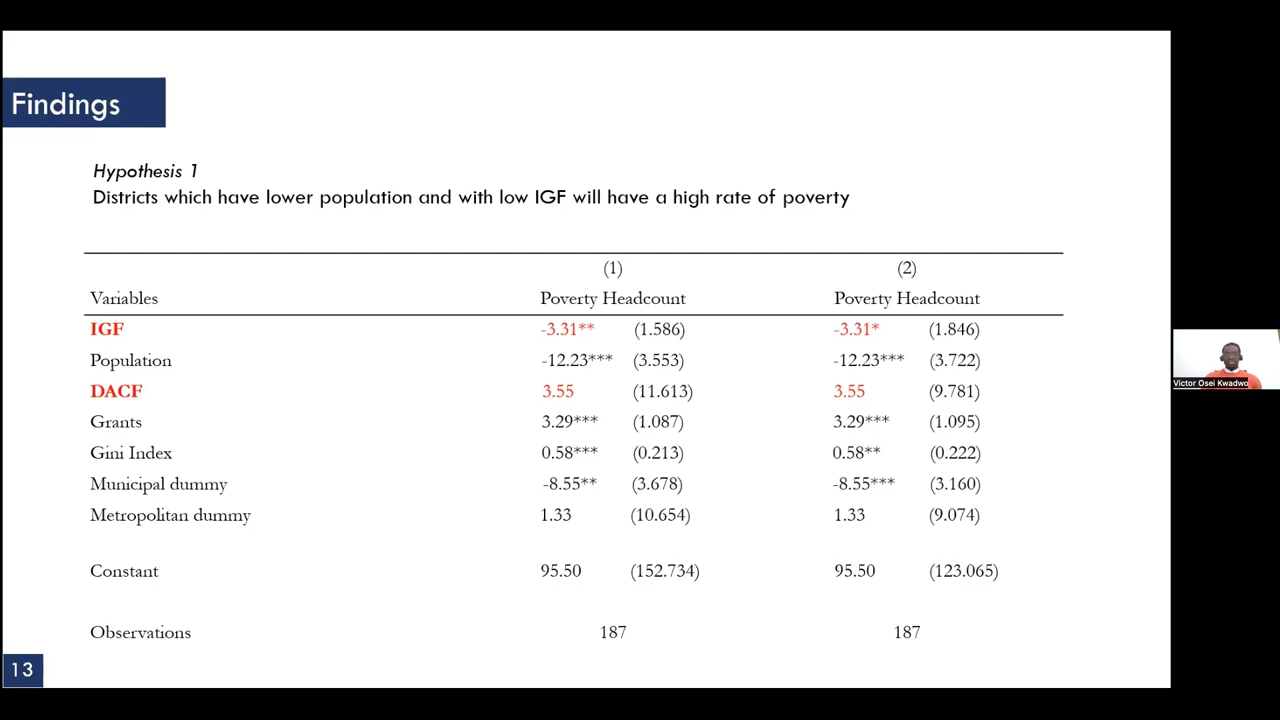 Findings
Hypothesis 1
Districts which have lower population and with low IGF will have a high rate of poverty
(1) (2)
Variables Poverty Headcount Poverty Headcount
IGF -3.31** (1.586) -3.31* (1.846)
Population -12.23*** (3.553) -12.23*** (3.722)
DACF 3.55 (11.613) 3.55 (9.781)
Grants 3.29*** (1.087) 3.29*** (1.095)
Gini Index 0.58*** (0.213) 0.58** (0.222)
Municipal dummy -8.55** (3.678) -8.55*** (3.160)
Metropolitan dummy 1.33 (10.654) 1.33 (9.074)
Constant 95.50 (152.734) 95.50 (123.065)
Observations 187 187
13
Victor Osei Kwadwo